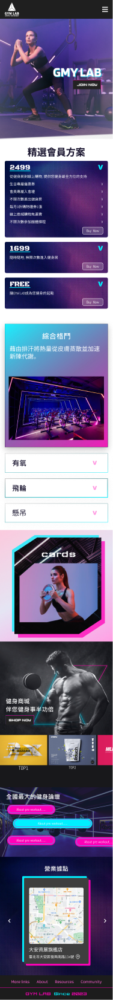 GYM LAB
GMY LAB
JOIN NOW
精選會員方案
2499
V
從健身房到線上購物, 提供您健身最全方位的支持
生日專屬優惠券
V
會員專屬入會禮
V
不限次數進出健身房
V
每月9折購物禮券1張
V
線上商城購物免運費
V
不限次數參加團體課程
V
Buy Now
1699
V
隨時隨地, 無限次數進入健身房
Buy Now
FREE
V
讓GYM LAB成為您健身的起點
Buy Now
綜合格鬥
藉由排汗將熱量從皮膚蒸散並加速
新陳代謝。
有氧
V
飛輪
V
懸吊
V
cards
健身商城
伴您健身事半功倍
SHOP NOW
TOP1
TOP2
全國最大的健身論壇
About pre workout......
About pre workout......
About pre workout......
About pre workout...
營業據點
大安資展旗艦店
臺北市大安區復興南路134號
More links
About
Resources
Community
GYM LAB Since 2023